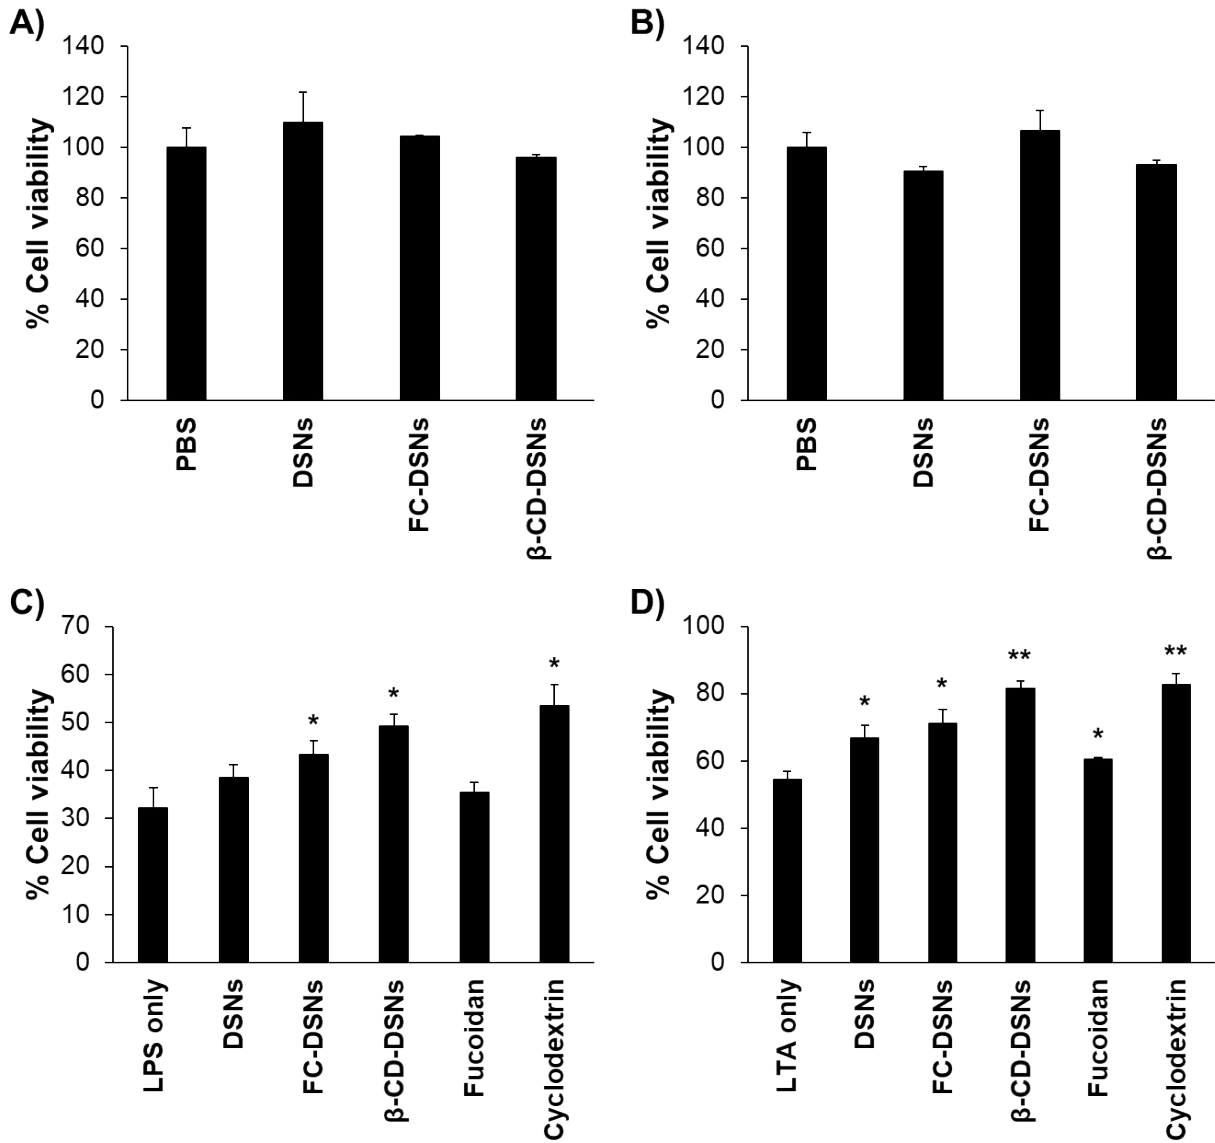 A)
% Cell viability
140
120
100
80
60
40
20
0
PBS
DSNs
FC-DSNs
β-CD-DSNs
B)
% Cell viability
140
120
100
80
60
40
20
0
PBS
DSNs
FC-DSNs
β-CD-DSNs
C)
% Cell viability
70
60
50
40
30
20
10
0
*
*
*
LPS only
DSNs
FC-DSNs
β-CD-DSNs
Fucoidan
Cyclodextrin
D)
% Cell viability
100
80
60
40
20
0
*
*
**
*
**
LTA only
DSNs
FC-DSNs
β-CD-DSNs
Fucoidan
Cyclodextrin